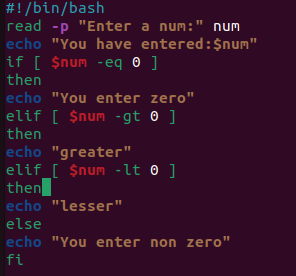 #!/bin/bash
read -p "Enter a num:" num
echo "You have entered:$num"
if [ $num -eq 0 ]
then
echo "You enter zero"
elif [ $num -gt 0 ]
then
echo "greater"
elif [ $num -lt 0 ]
then
echo "lesser"
else
echo "You enter non zero"
fi